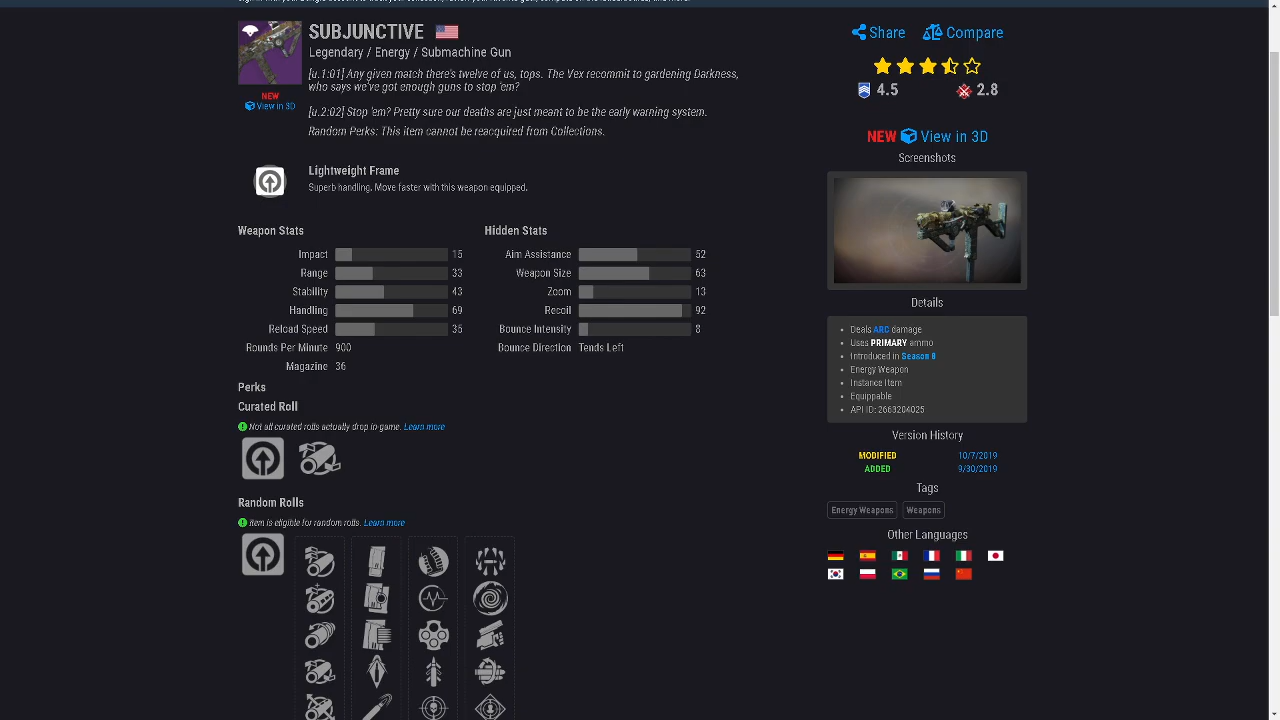 SUBJUNCTIVE
Legendary / Energy / Submachine Gun
[u.1:01] Any given match there's twelve of us, tops. The Vex recommit to gardening Darkness,
who says we've got enough guns to stop 'em?
[u.2:02] Stop 'em? Pretty sure our deaths are just meant to be the early warning system.
Random Perks: This item cannot be reacquired from Collections.
NEW
View in 3D
Lightweight Frame
Superb handling. Move faster with this weapon equipped.
Weapon Stats
Impact 15
Range 33
Stability 43
Handling 69
Reload Speed 35
Rounds Per Minute 900
Magazine 36
Hidden Stats
Aim Assistance 52
Weapon Size 63
Zoom 13
Recoil 92
Bounce Intensity 8
Bounce Direction Tends Left
Perks
Curated Roll
Not all curated rolls actually drop in-game. Learn more
Random Rolls
Item is eligible for random rolls. Learn more
Share Compare
4.5 2.8
NEW View in 3D
Screenshots
Details
Deals ARC damage
Uses PRIMARY ammo
Introduced in Season 8
Energy Weapon
Instance Item
Equippable
API ID: 2663204025
Version History
MODIFIED 10/7/2019
ADDED 9/30/2019
Tags
Energy Weapons Weapons
Other Languages